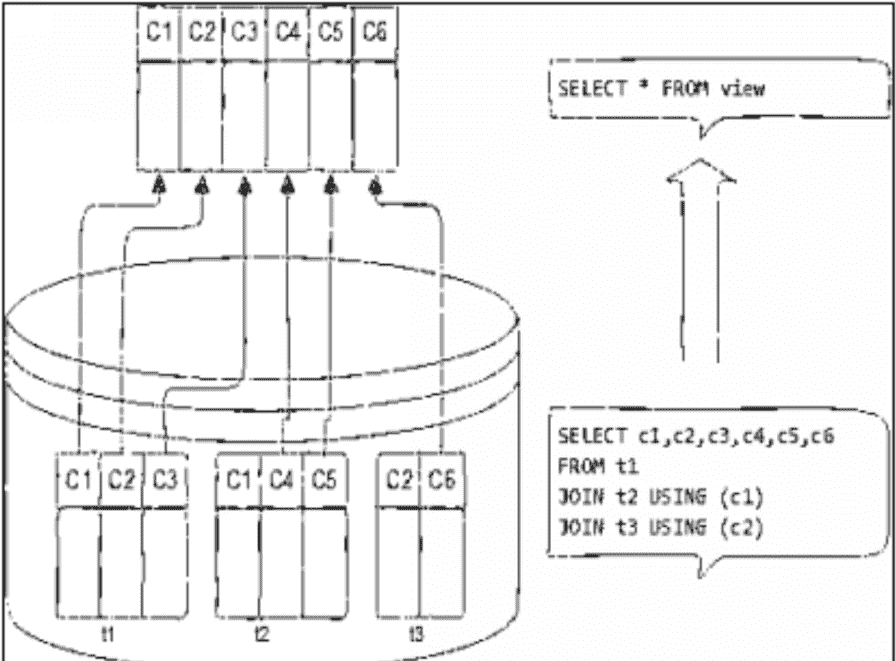 C1 C2 C3 C4 C5 C6
SELECT * FROM view
SELECT c1,c2,c3,c4,c5,c6
FROM t1
JOIN t2 USING (c1)
JOIN t3 USING (c2)
C1 C2 C3
C1 C4 C5
C2 C6
t1
t2
t3